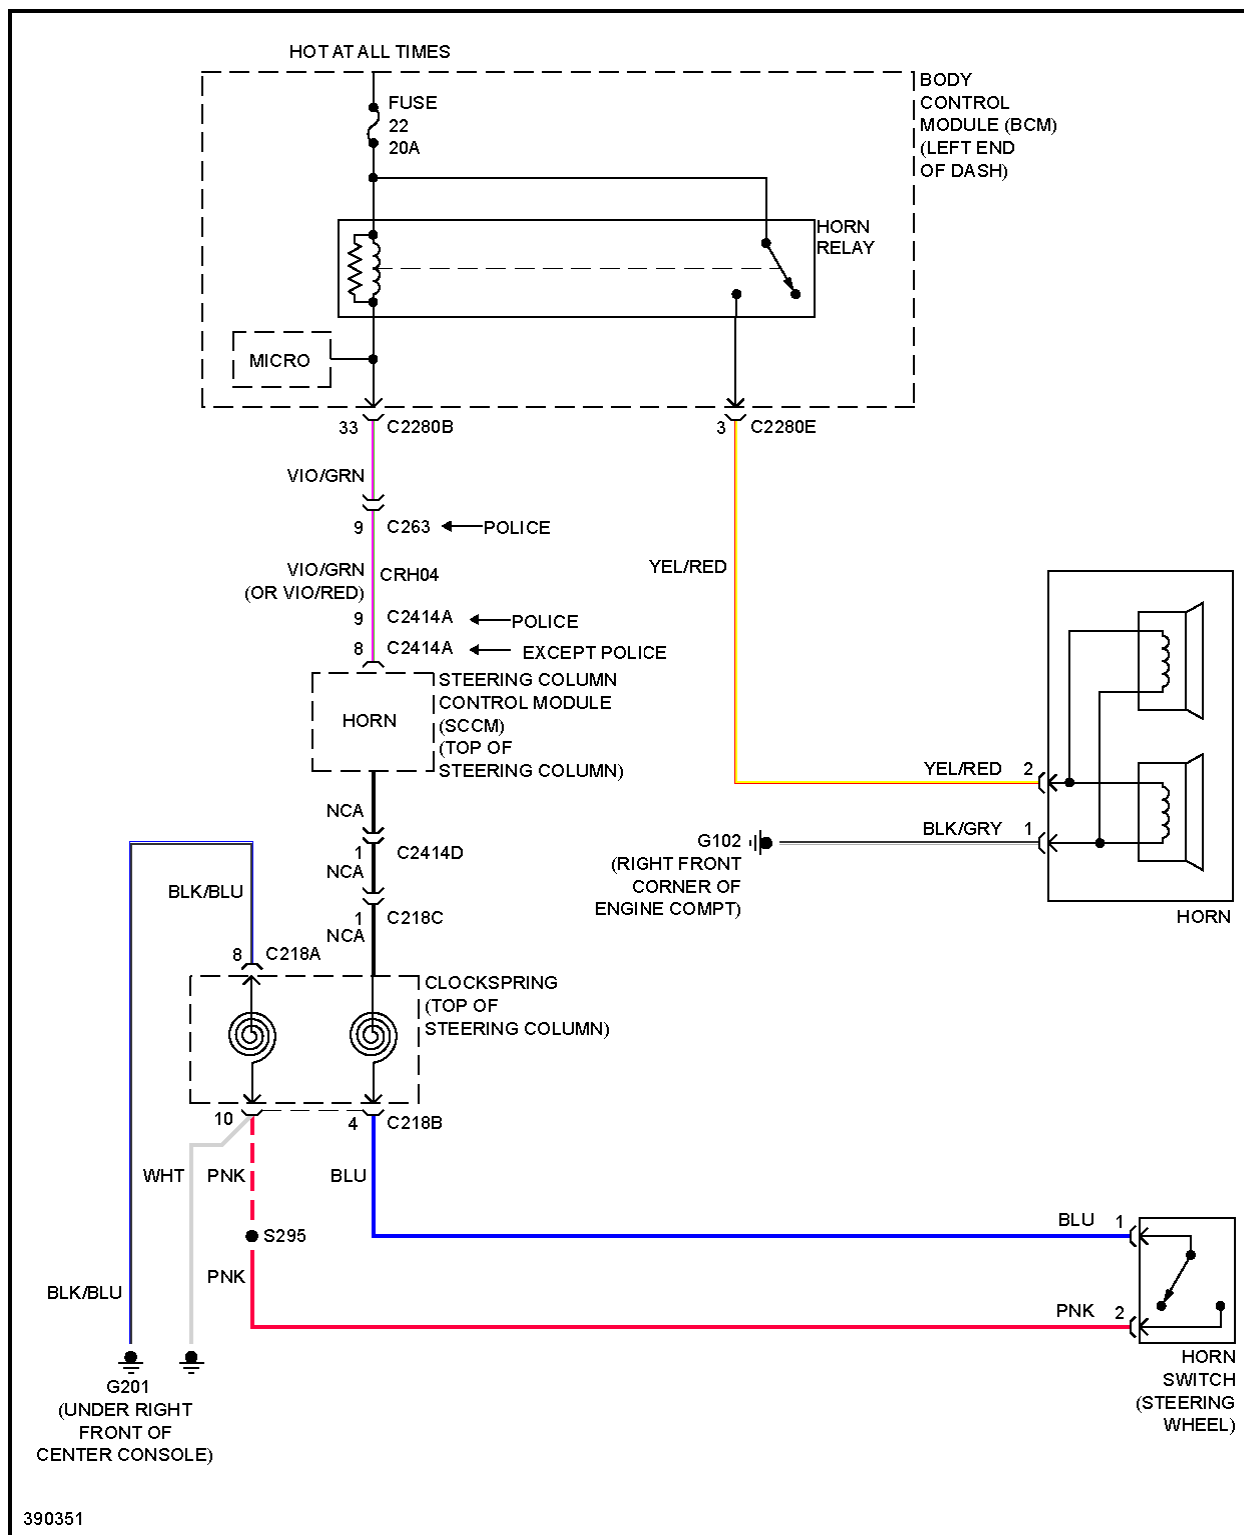 HOT AT ALL TIMES
FUSE
22
20A
BODY
CONTROL
MODULE (BCM)
(LEFT END
OF DASH)
HORN
RELAY
MICRO
33 C2280B
3 C2280E
VIO/GRN
9 C263 POLICE
VIO/GRN
(OR VIO/RED)
CRH04
YEL/RED
9 C2414A POLICE
8 C2414A EXCEPT POLICE
HORN
STEERING COLUMN
CONTROL MODULE
(SCCM)
(TOP OF
STEERING COLUMN)
YEL/RED 2
NCA
BLK/GRY 1
G102
(RIGHT FRONT
CORNER OF
ENGINE COMPT)
HORN
1 C2414D
NCA
BLK/BLU
1 C218C
NCA
8 C218A
CLOCKSPRING
(TOP OF
STEERING COLUMN)
10
4 C218B
WHT
PNK
BLU
BLU 1
S295
PNK
BLK/BLU
PNK 2
HORN
SWITCH
(STEERING
WHEEL)
G201
(UNDER RIGHT
FRONT OF
CENTER CONSOLE)
390351